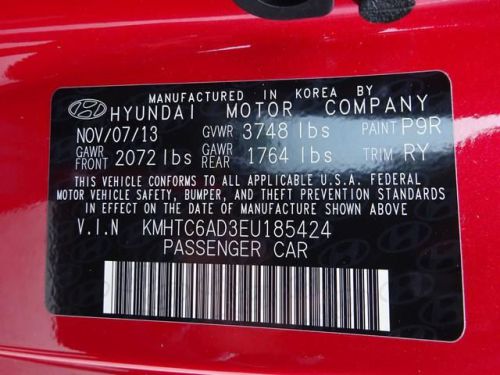 MANUFACTURED IN KOREA BY
HYUNDAI MOTOR COMPANY
NOV/07/13 GVWR 3748 lbs PAINT P9R
GAWR FRONT 2072 lbs GAWR REAR 1764 lbs TRIM RY
THIS VEHICLE CONFORMS TO ALL APPLICABLE U.S.A. FEDERAL
MOTOR VEHICLE SAFETY, BUMPER, AND THEFT PREVENTION STANDARDS
IN EFFECT ON THE DATE OF MANUFACTURE SHOWN ABOVE
V.I.N KMHTC6AD3EU185424
PASSENGER CAR